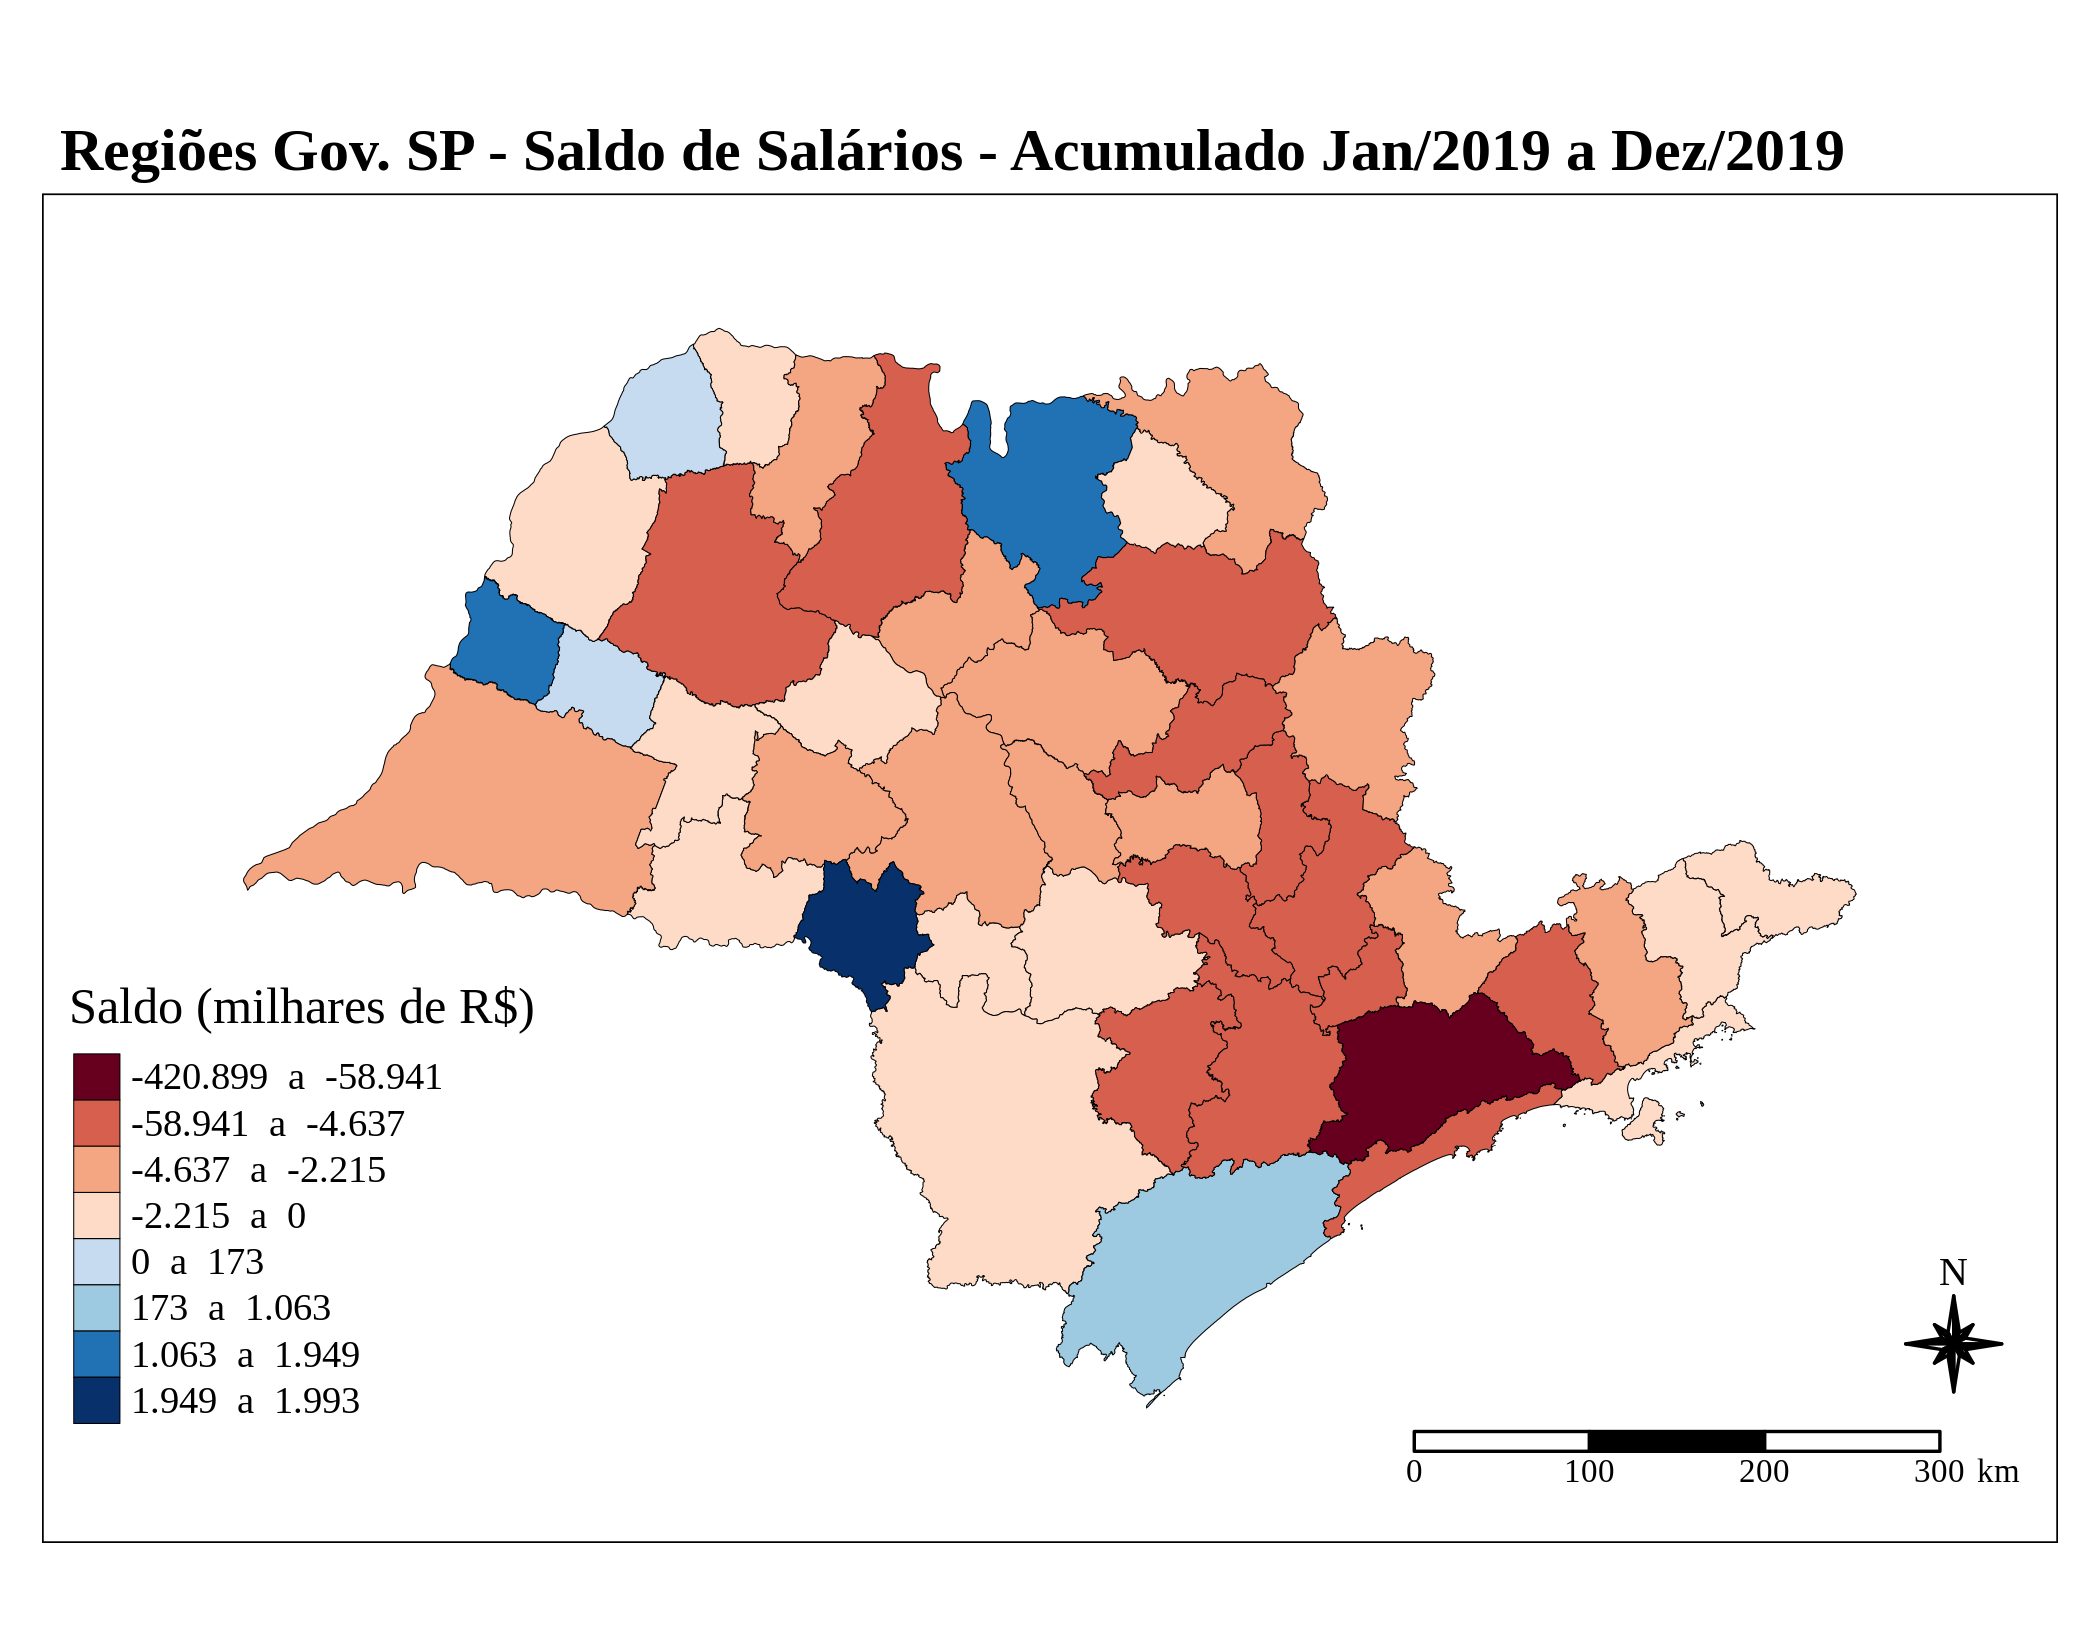 Regiões Gov. SP - Saldo de Salários - Acumulado Jan/2019 a Dez/2019
Saldo (milhares de R$)
-420.899 a -58.941
-58.941 a -4.637
-4.637 a -2.215
-2.215 a 0
0 a 173
173 a 1.063
1.063 a 1.949
1.949 a 1.993
N
0 100 200 300 km